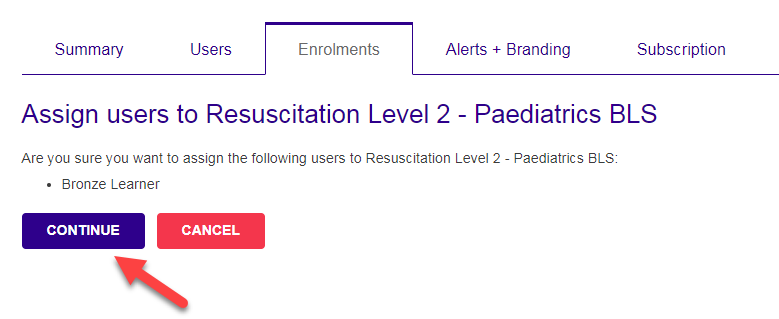 Summary Users Enrolments Alerts + Branding Subscription
Assign users to Resuscitation Level 2 - Paediatrics BLS
Are you sure you want to assign the following users to Resuscitation Level 2 - Paediatrics BLS:
• Bronze Learner
CONTINUE CANCEL